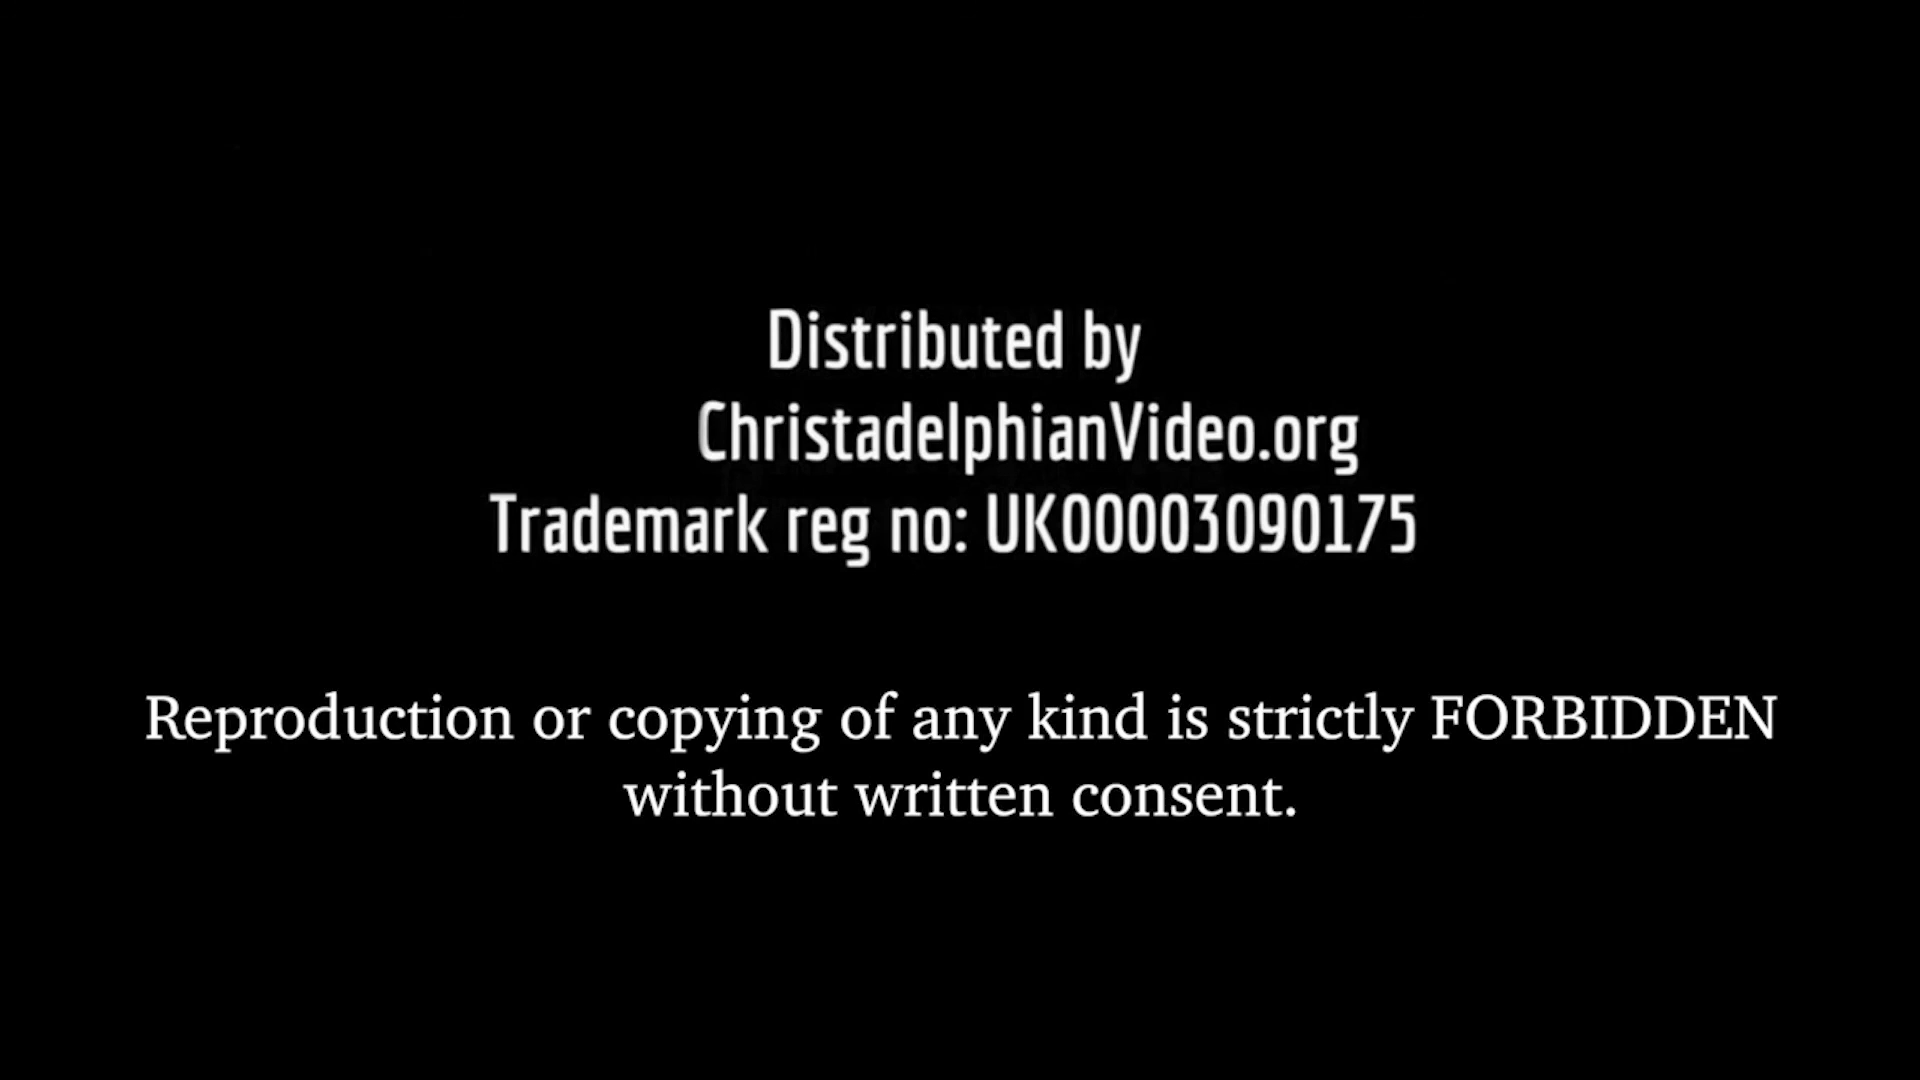 Distributed by
ChristadelphianVideo.org
Trademark reg no: UK00003090175
Reproduction or copying of any kind is strictly FORBIDDEN
without written consent.